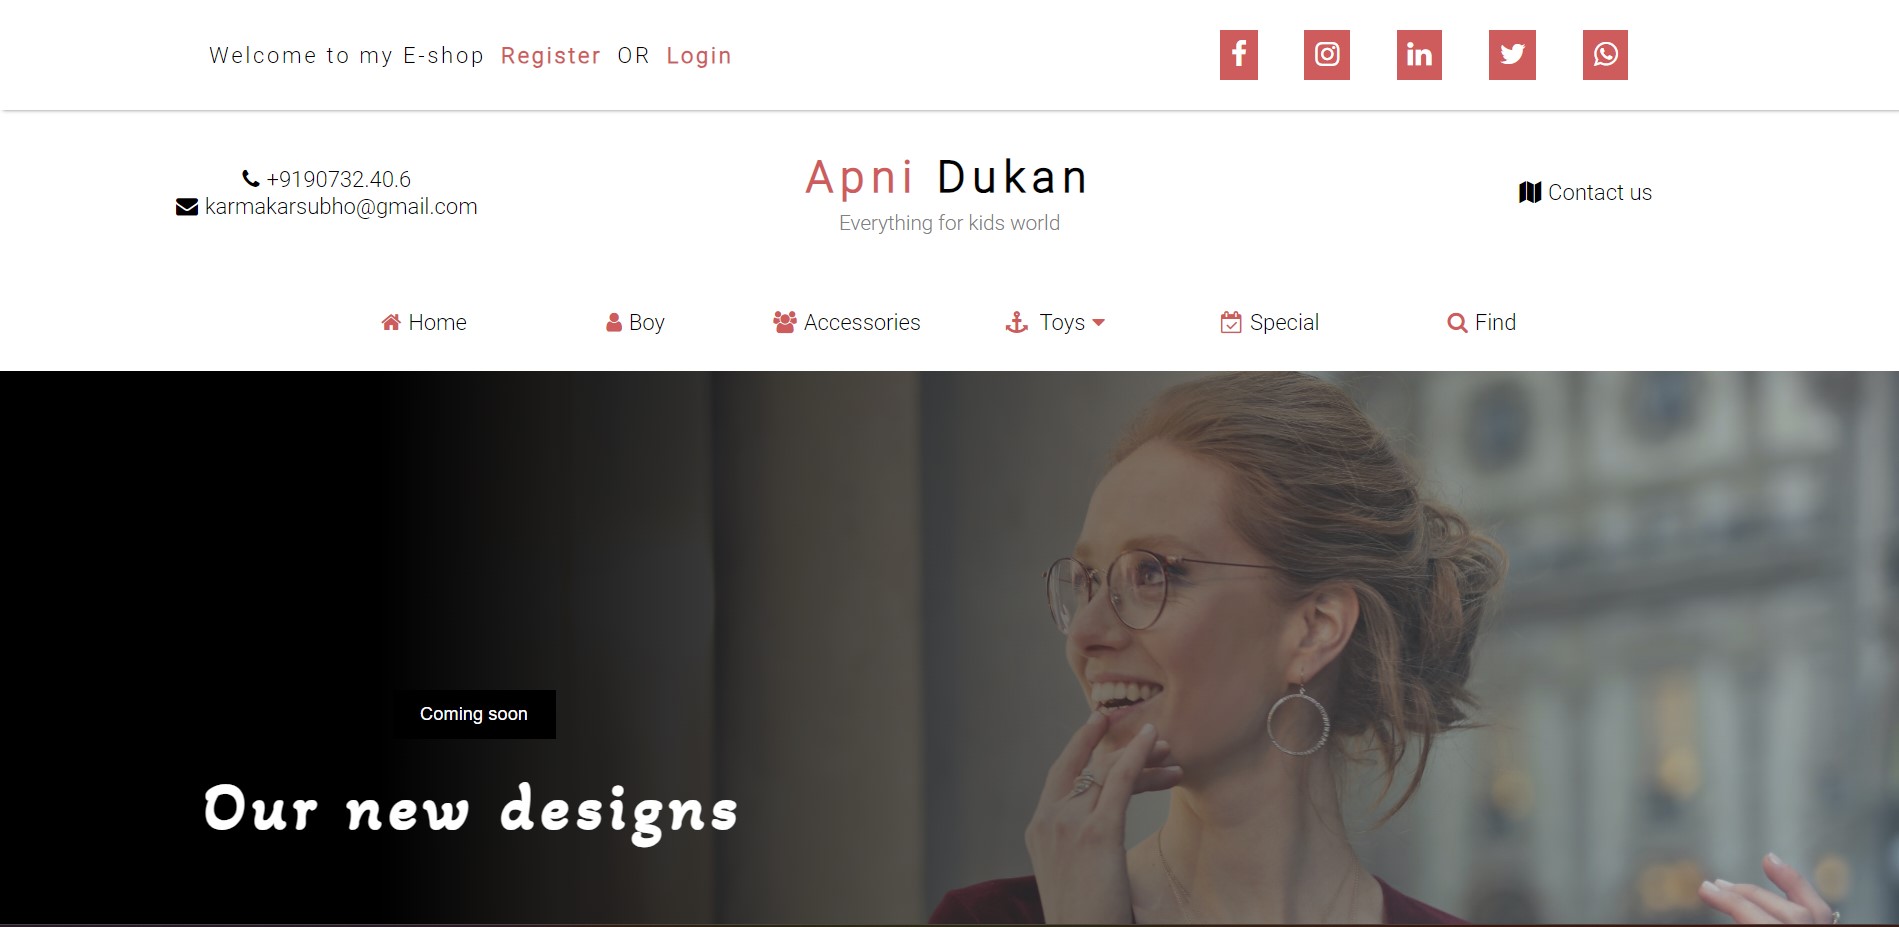 Welcome to my E-shop Register OR Login
+9190732.40.6
karmakarsubho@gmail.com
Apni Dukan
Everything for kids world
Contact us
Home Boy Accessories Toys Special Find
Coming soon
Our new designs